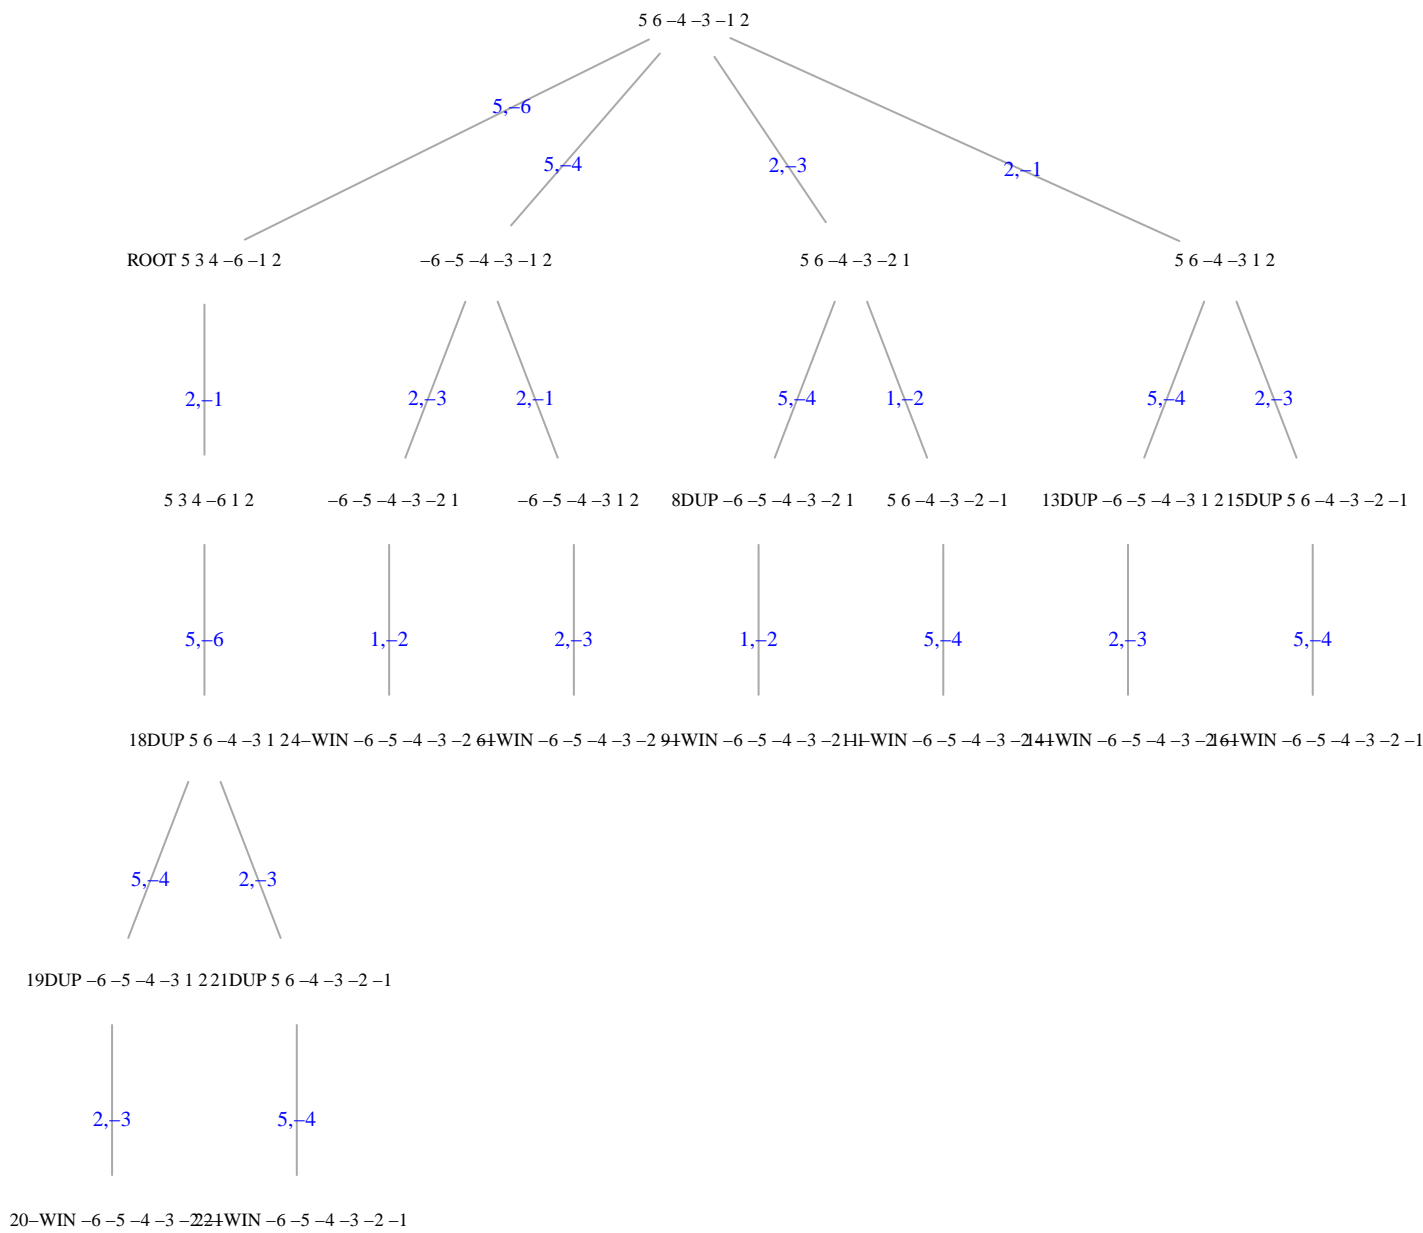 5 6 −4 −3 −1 2
5,−6
5,−4
2,−3
2,−1
ROOT 5 3 4 −6 −1 2
−6 −5 −4 −3 −1 2
5 6 −4 −3 −2 1
5 6 −4 −3 1 2
2,−1
2,−3
2,−1
5,−4
1,−2
5,−4
2,−3
5 3 4 −6 1 2
−6 −5 −4 −3 −2 1
−6 −5 −4 −3 1 2
8DUP −6 −5 −4 −3 −2 1
5 6 −4 −3 −2 −1
13DUP −6 −5 −4 −3 1 2
15DUP 5 6 −4 −3 −2 −1
5,−6
1,−2
2,−3
1,−2
5,−4
2,−3
5,−4
18DUP 5 6 −4 −3 1 2
4−WIN −6 −5 −4 −3 −2
WIN −6 −5 −4 −3 −2
WIN −6 −5 −4 −3 −2
WIN −6 −5 −4 −3 −2
WIN −6 −5 −4 −3 −2
WIN −6 −5 −4 −3 −2 −1
5,−4
2,−3
19DUP −6 −5 −4 −3 1 2
21DUP 5 6 −4 −3 −2 −1
2,−3
5,−4
20−WIN −6 −5 −4 −3
WIN −6 −5 −4 −3 −2 −1